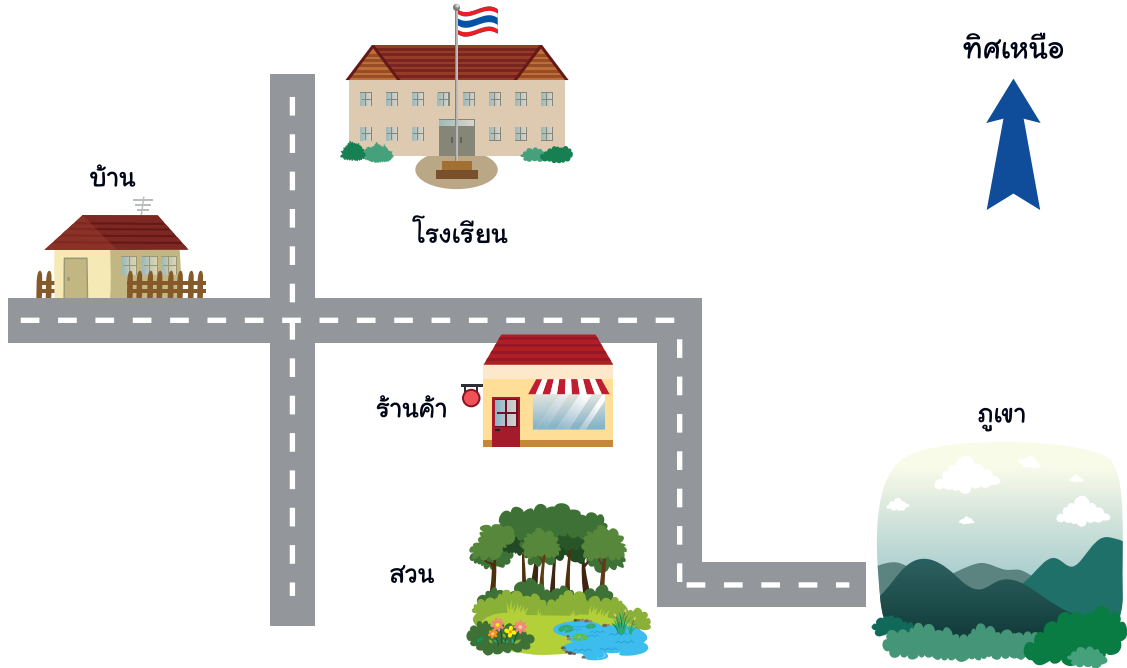 ทิศเหนือ
บ้าน
โรงเรียน
ร้านค้า
ภูเขา
สวน